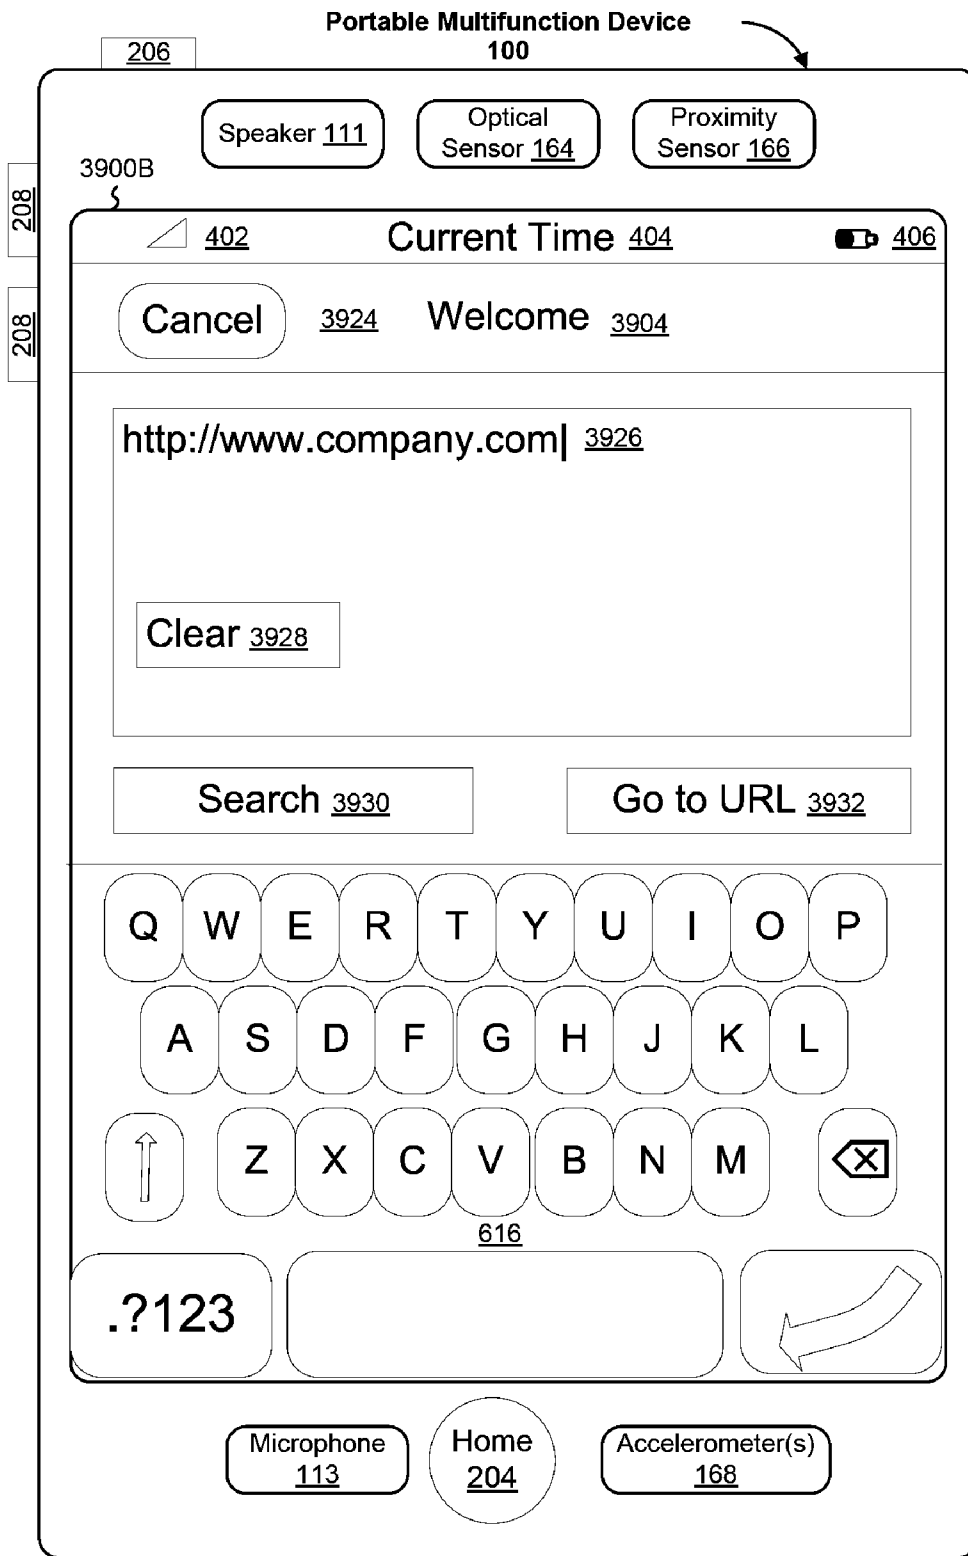 Portable Multifunction Device
100
206
Speaker 111
Optical
Sensor 164
Proximity
Sensor 166
3900B
208
208
402
Current Time 404
406
Cancel
3924
Welcome 3904
http://www.company.com 3926
Clear 3928
Search 3930
Go to URL 3932
Q W E R T Y U I O P
A S D F G H J K L
Z X C V B N M
616
.?123
Microphone
113
Home
204
Accelerometer(s)
168